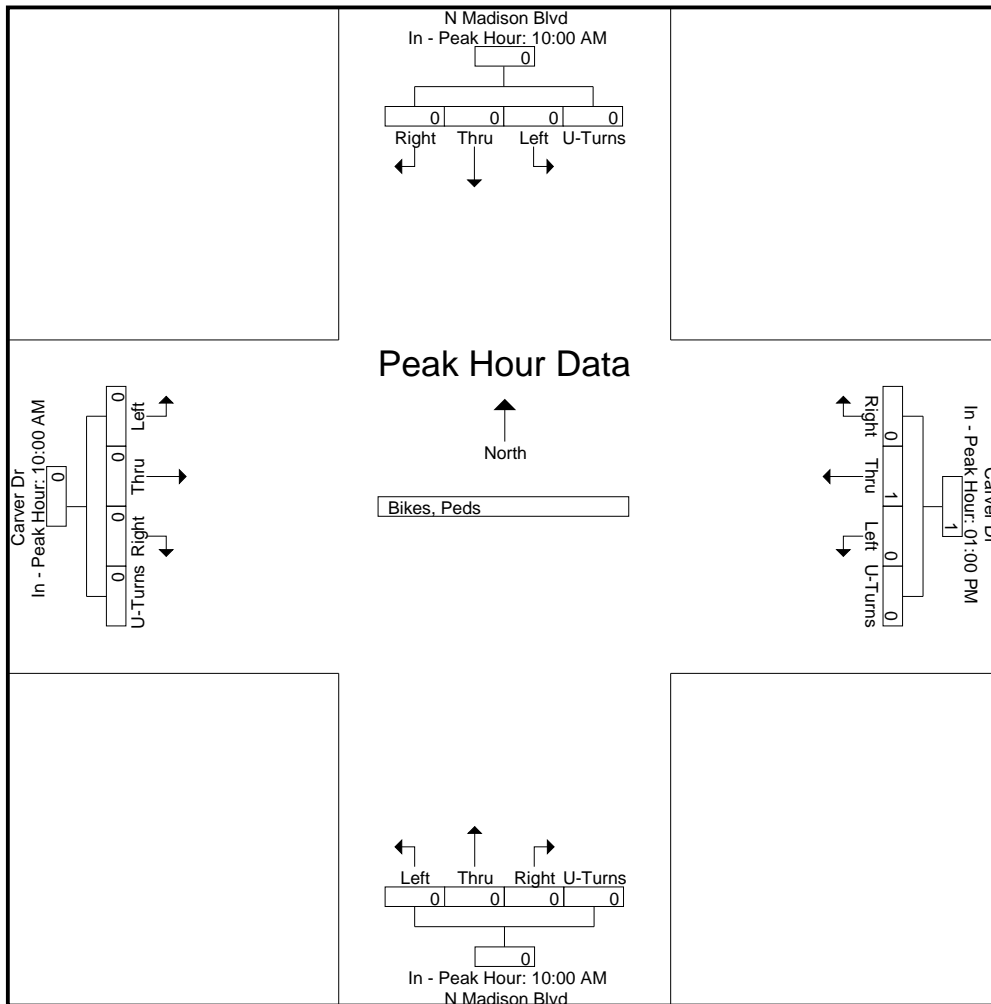 N Madison Blvd
In - Peak Hour: 10:00 AM
0
0 0 0 0
Right Thru Left U-Turns
Peak Hour Data
North
Bikes, Peds
Carver Dr
In - Peak Hour: 10:00 AM
0
0 0 0 0
Left Thru Right U-Turns
Right Thru Left U-Turns
0 1 0 0
1
In - Peak Hour: 01:00 PM
Carver Dr
Left Thru Right U-Turns
0 0 0 0
0
In - Peak Hour: 10:00 AM
N Madison Blvd